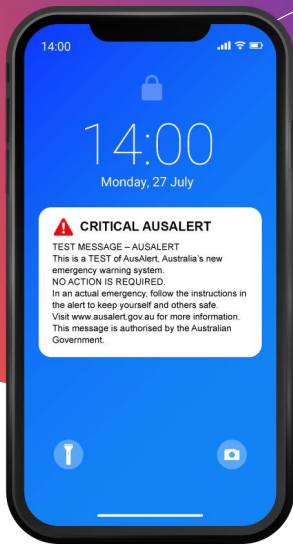 14:00
14:00
Monday, 27 July
CRITICAL AUSALERT
TEST MESSAGE – AUSALERT
This is a TEST of AusAlert, Australia's new
emergency warning system.
NO ACTION IS REQUIRED.
In an actual emergency, follow the instructions in
the alert to keep yourself and others safe.
Visit www.ausalert.gov.au for more information.
This message is authorised by the Australian
Government.